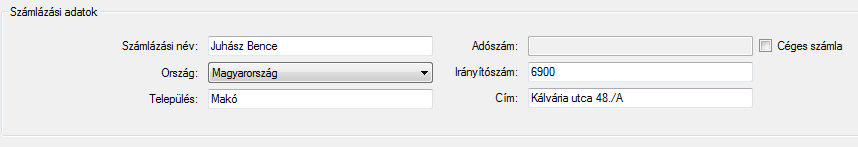 Számlázási adatok
Számlázási név: Juhász Bence Adószám: Céges számla
Ország: Magyarország Irányítószám: 6900
Település: Makó Cím: Kálvária utca 48./A